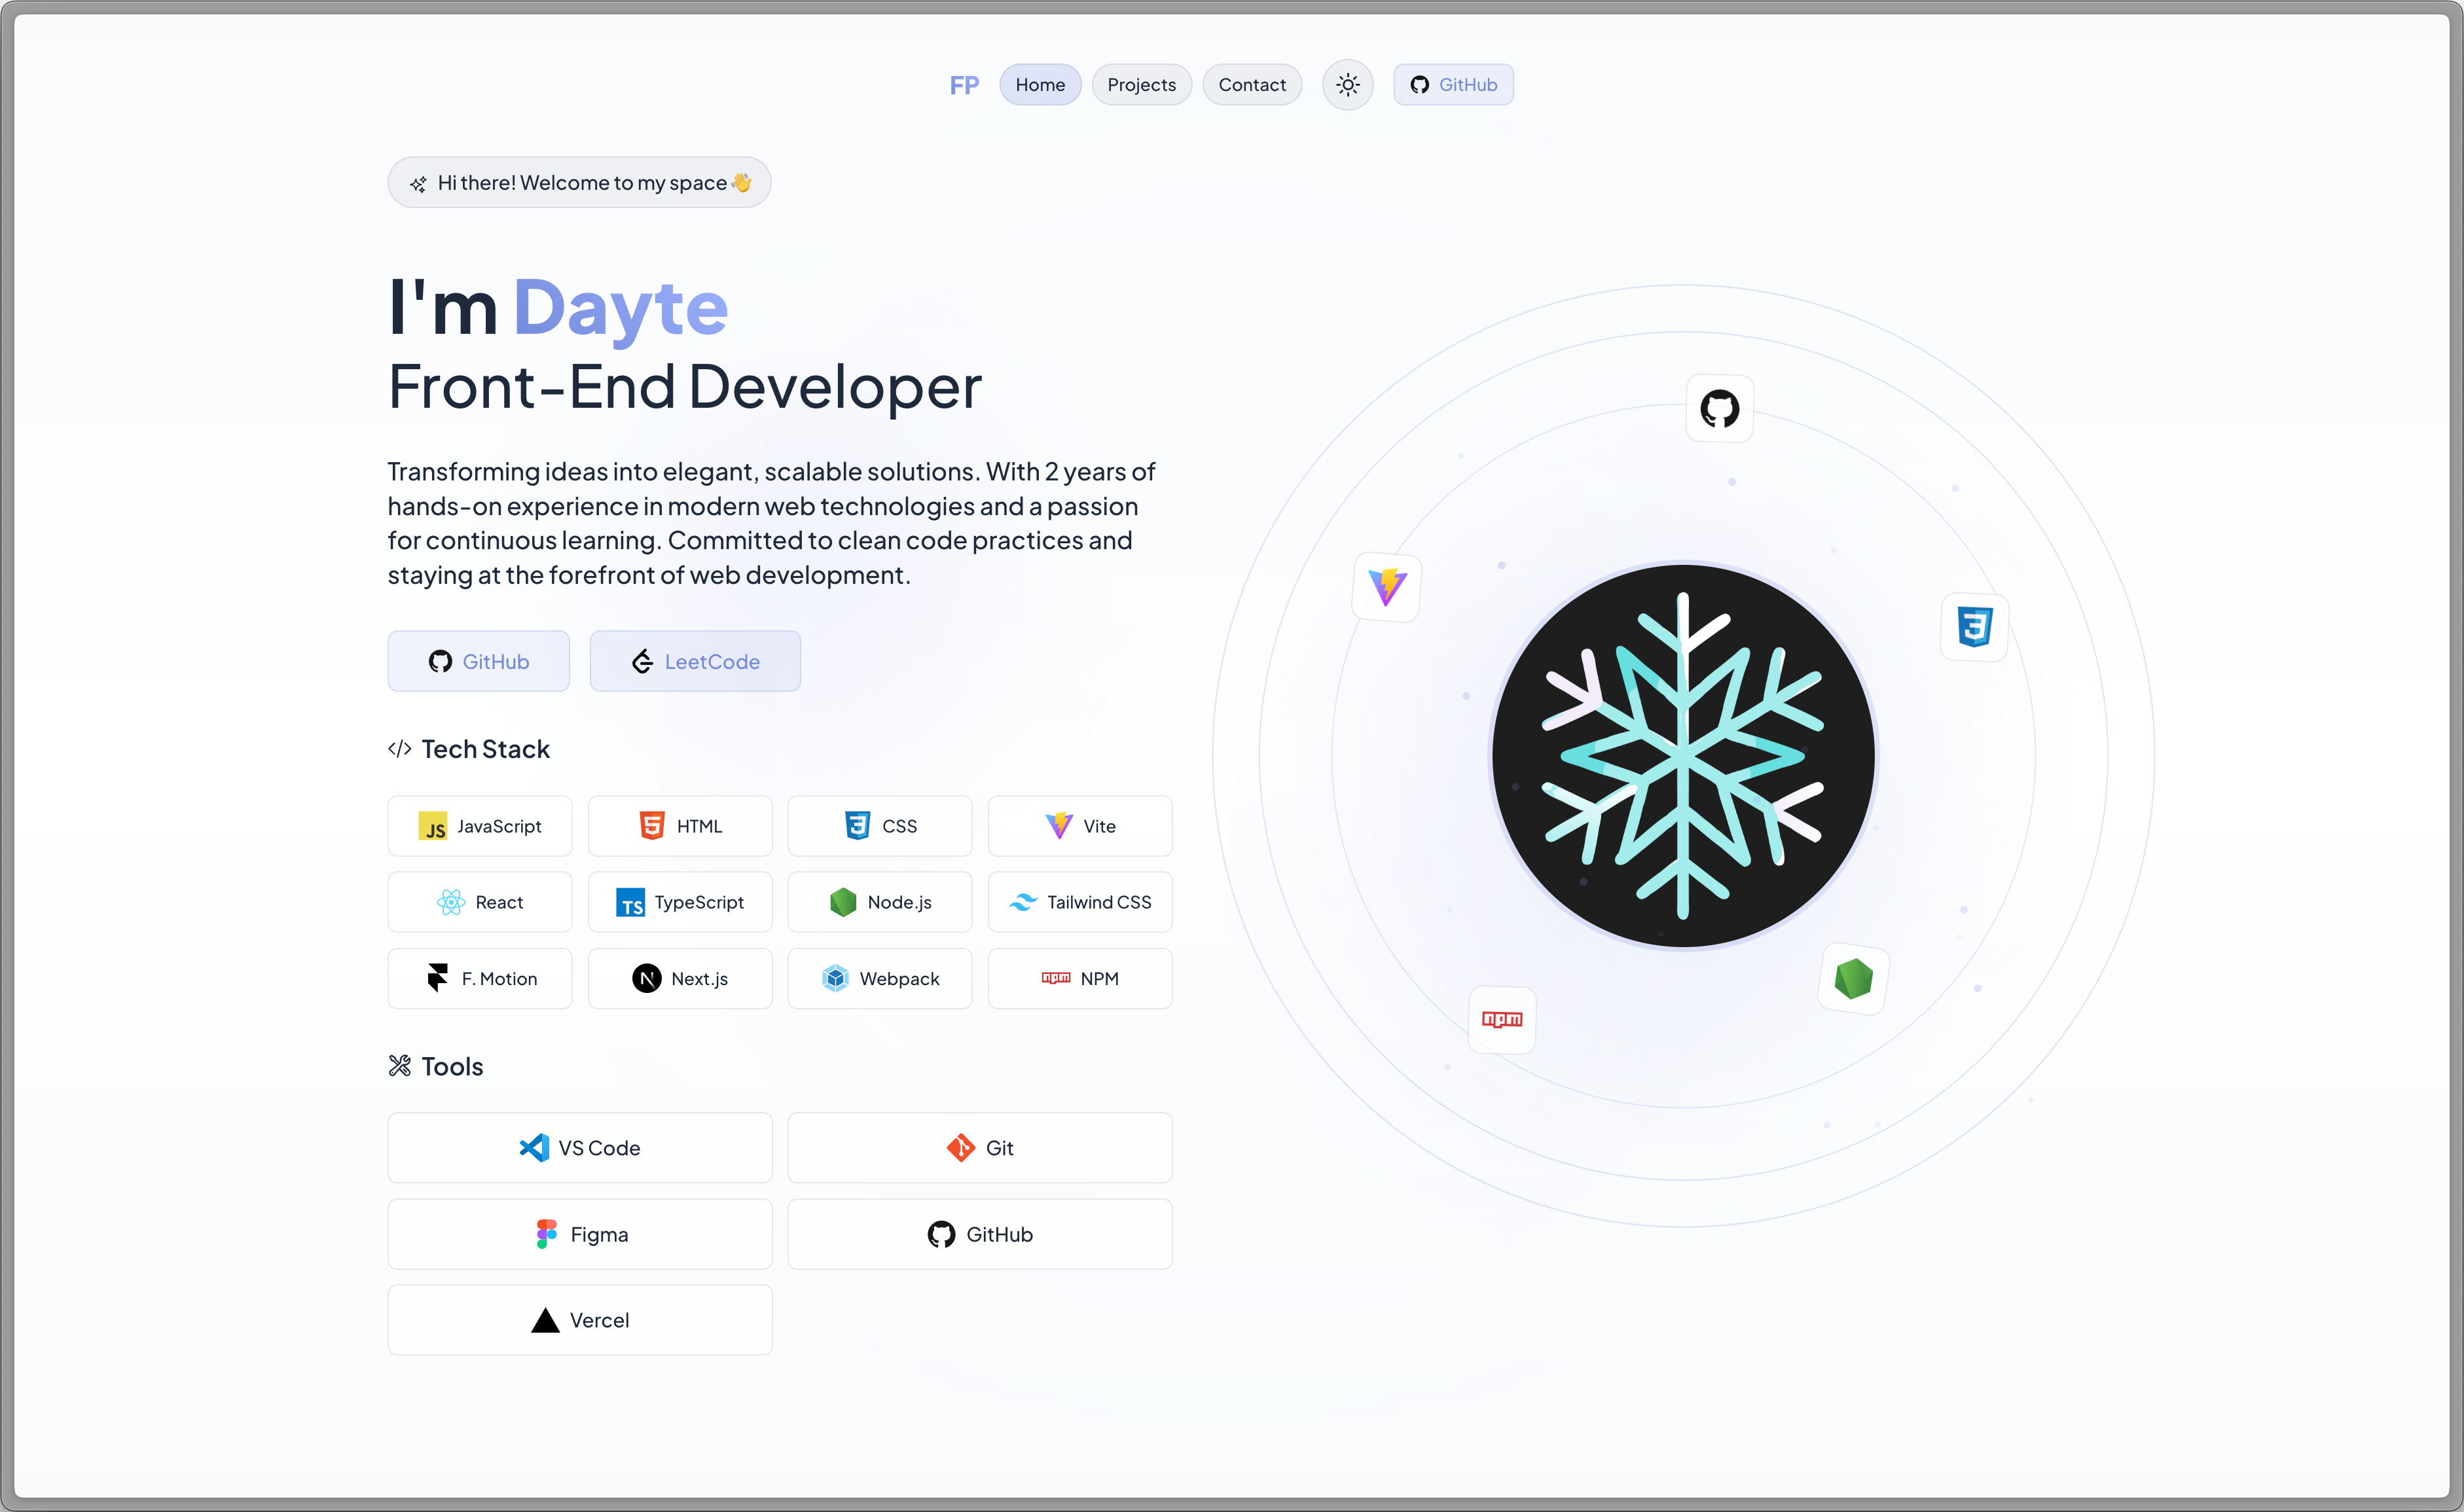 FP Home Projects Contact GitHub
Hi there! Welcome to my space 👋
I'm Dayte
Front-End Developer
Transforming ideas into elegant, scalable solutions. With 2 years of
hands-on experience in modern web technologies and a passion
for continuous learning. Committed to clean code practices and
staying at the forefront of web development.
GitHub LeetCode
</> Tech Stack
JS JavaScript 5 HTML 3 CSS Vite
React TS TypeScript Node.js Tailwind CSS
F. Motion N Next.js Webpack npm NPM
Tools
VS Code Git
Figma GitHub
Vercel
3
npm